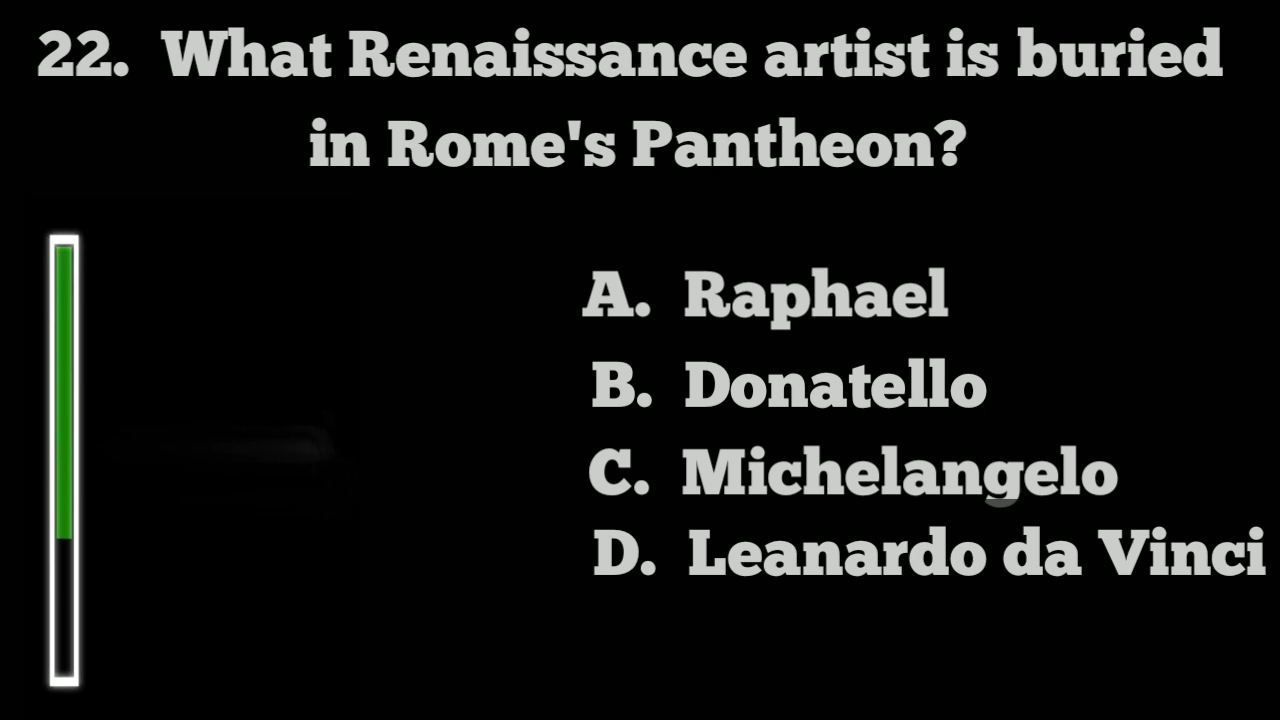 22. What Renaissance artist is buried
in Rome's Pantheon?
A. Raphael
B. Donatello
C. Michelangelo
D. Leanardo da Vinci